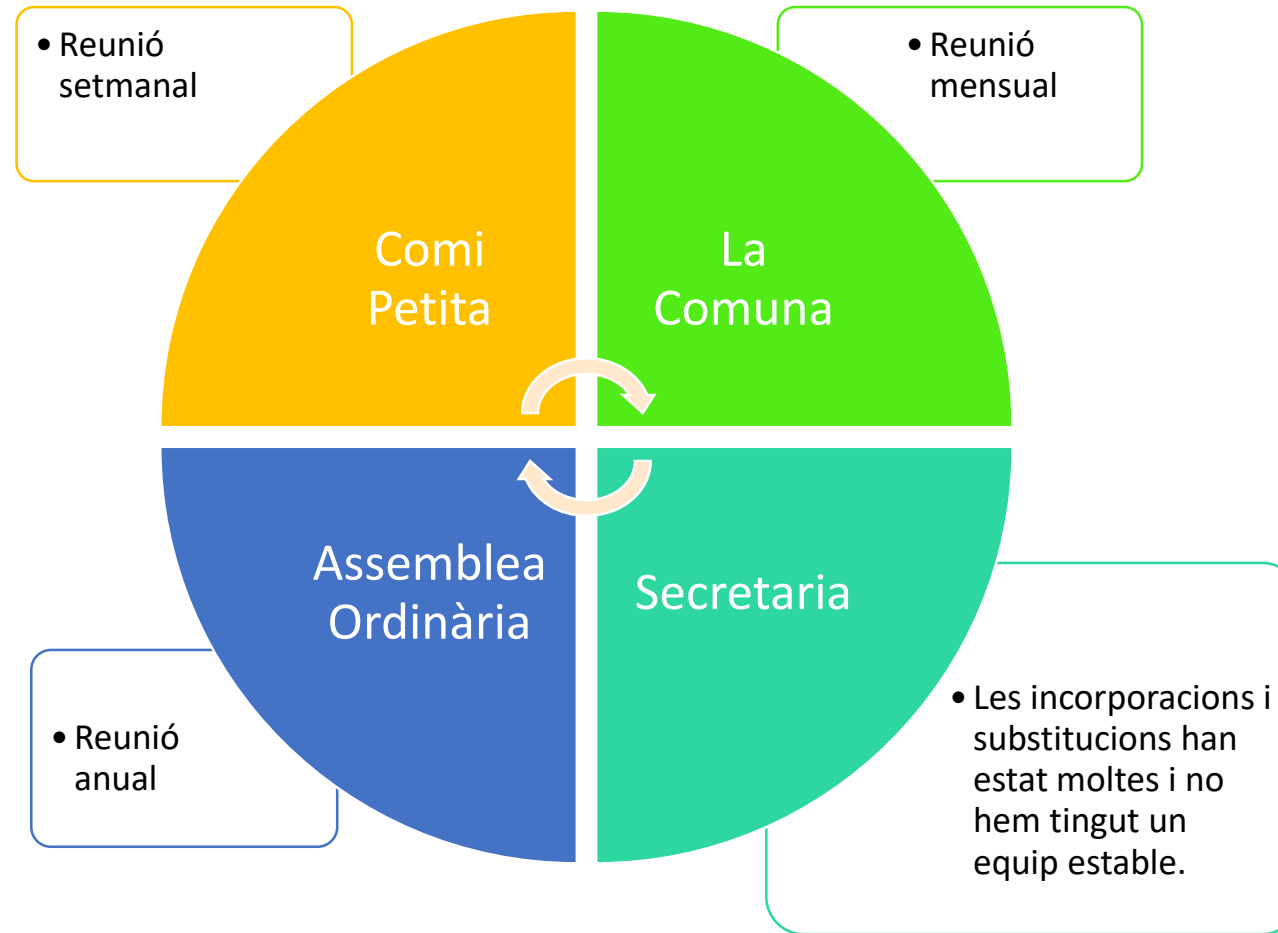 • Reunió
setmanal
• Reunió
mensual
Comi
Petita
La
Comuna
Assemblea
Ordinària
Secretaria
• Reunió
anual
• Les incorporacions i
substitucions han
estat moltes i no
hem tingut un
equip estable.